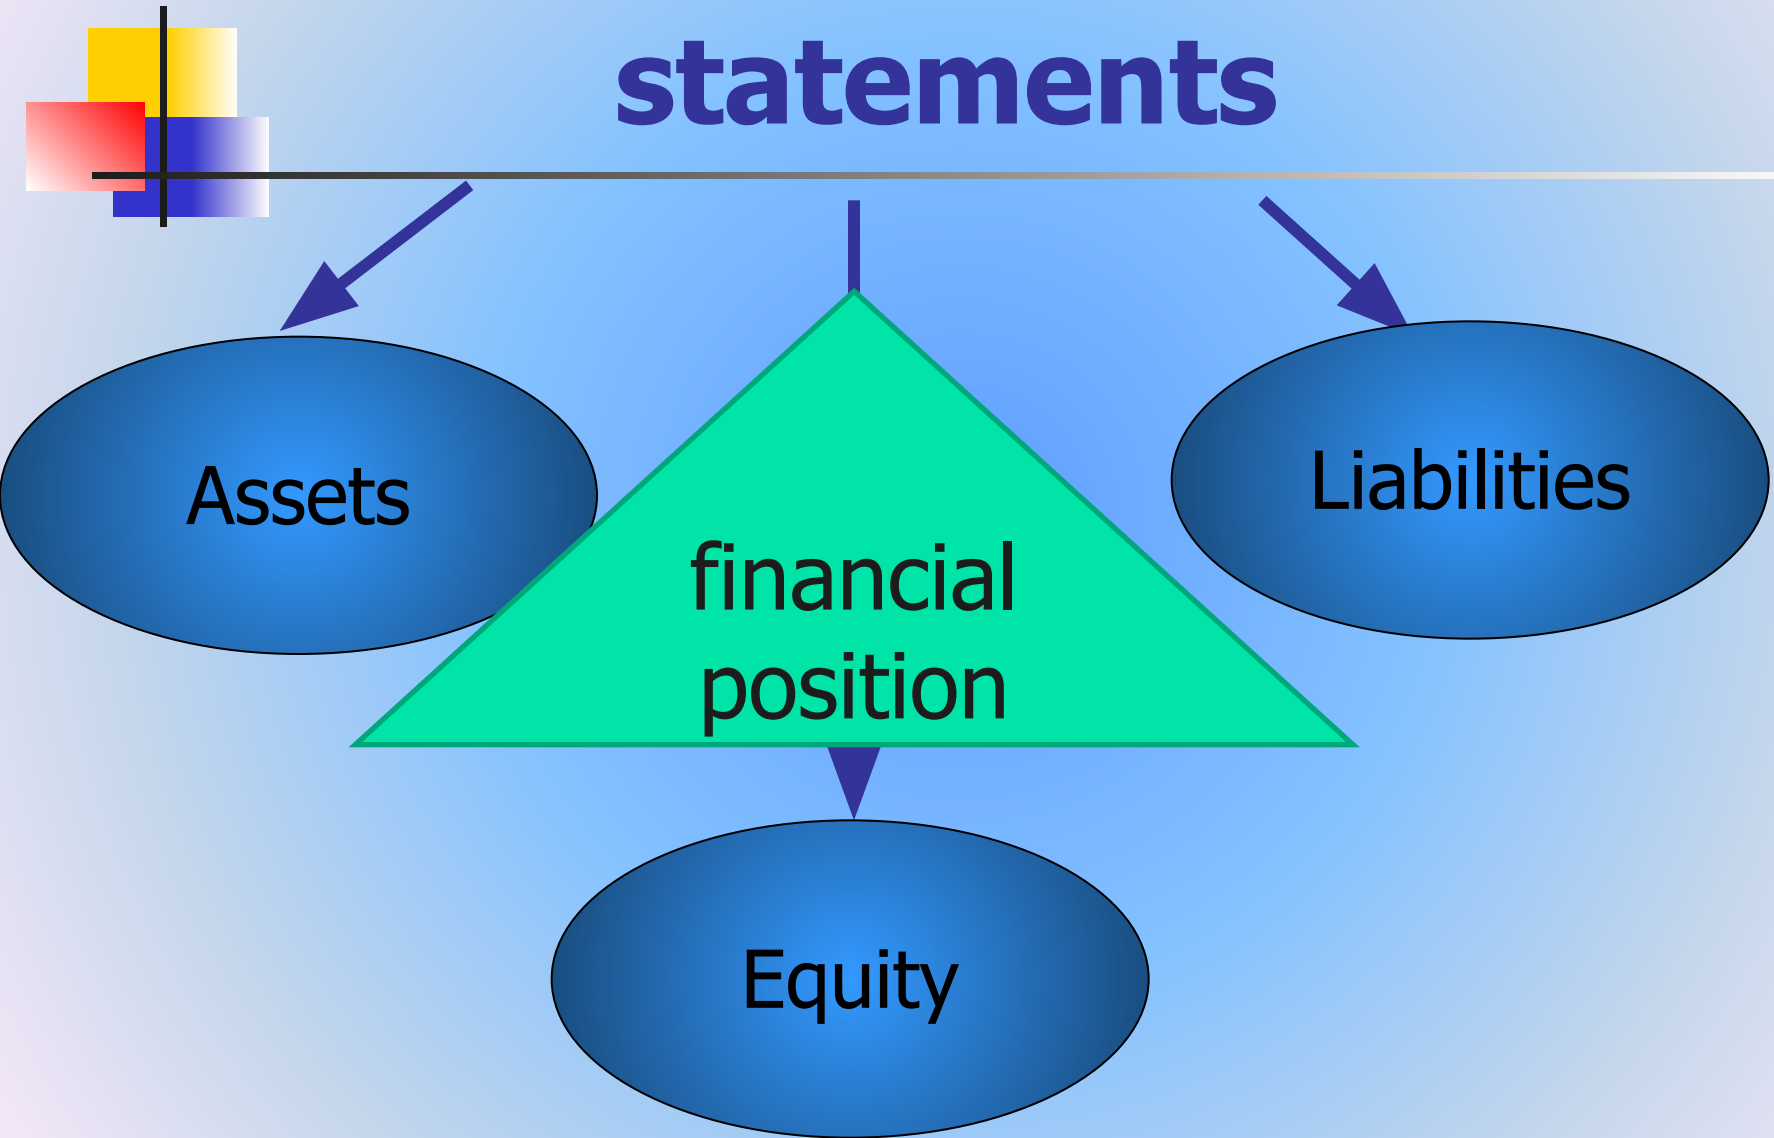 statements
Assets
Liabilities
financial
position
Equity